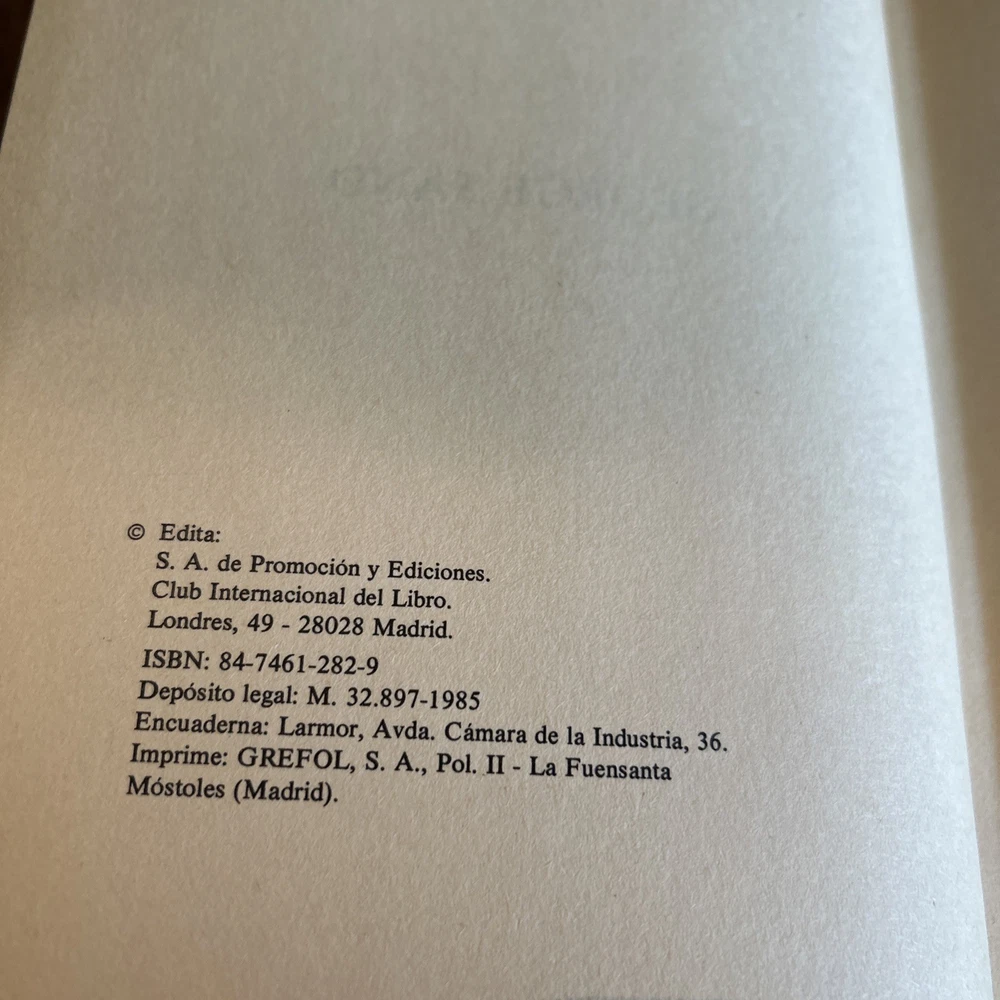 © Edita:
S. A. de Promoción y Ediciones.
Club Internacional del Libro.
Londres, 49 - 28028 Madrid.
ISBN: 84-7461-282-9
Depósito legal: M. 32.897-1985
Encuaderna: Larmor, Avda. Cámara de la Industria, 36.
Imprime: GREFOL, S. A., Pol. II - La Fuensanta
Móstoles (Madrid).